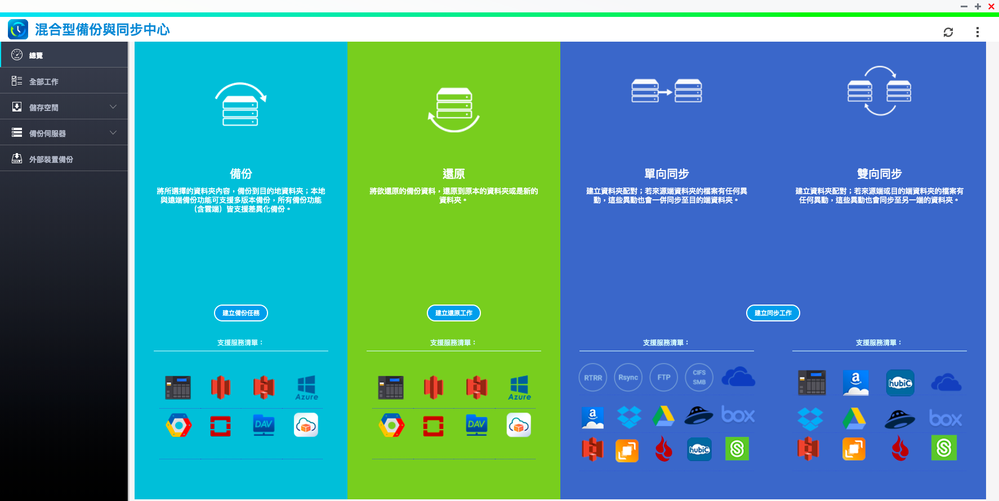 混合型備份與同步中心
總覽
全部工作
儲存空間
備份伺服器
外部裝置備份
備份
將所選擇的資料夾內容，備份到目的地資料夾；本地
與遠端備份功能可支援多版本備份，所有備份功能
（含雲端）皆支援差異化備份。
建立備份任務
支援服務清單：
Azure
DAV
還原
將欲還原的備份資料，還原到原本的資料夾或是新的
資料夾。
建立還原工作
支援服務清單：
Azure
DAV
單向同步
建立資料夾配對；若來源端資料夾的檔案有任何異
動，這些異動也會一併同步至目的端資料夾。
雙向同步
建立資料夾配對；若來源端或目的端資料夾的檔案有
任何異動，這些異動也會同步至另一端的資料夾。
建立同步工作
支援服務清單：
RTRR
Rsync
FTP
CIFS
SMB
a
box
hubiC
支援服務清單：
a
hubiC
box